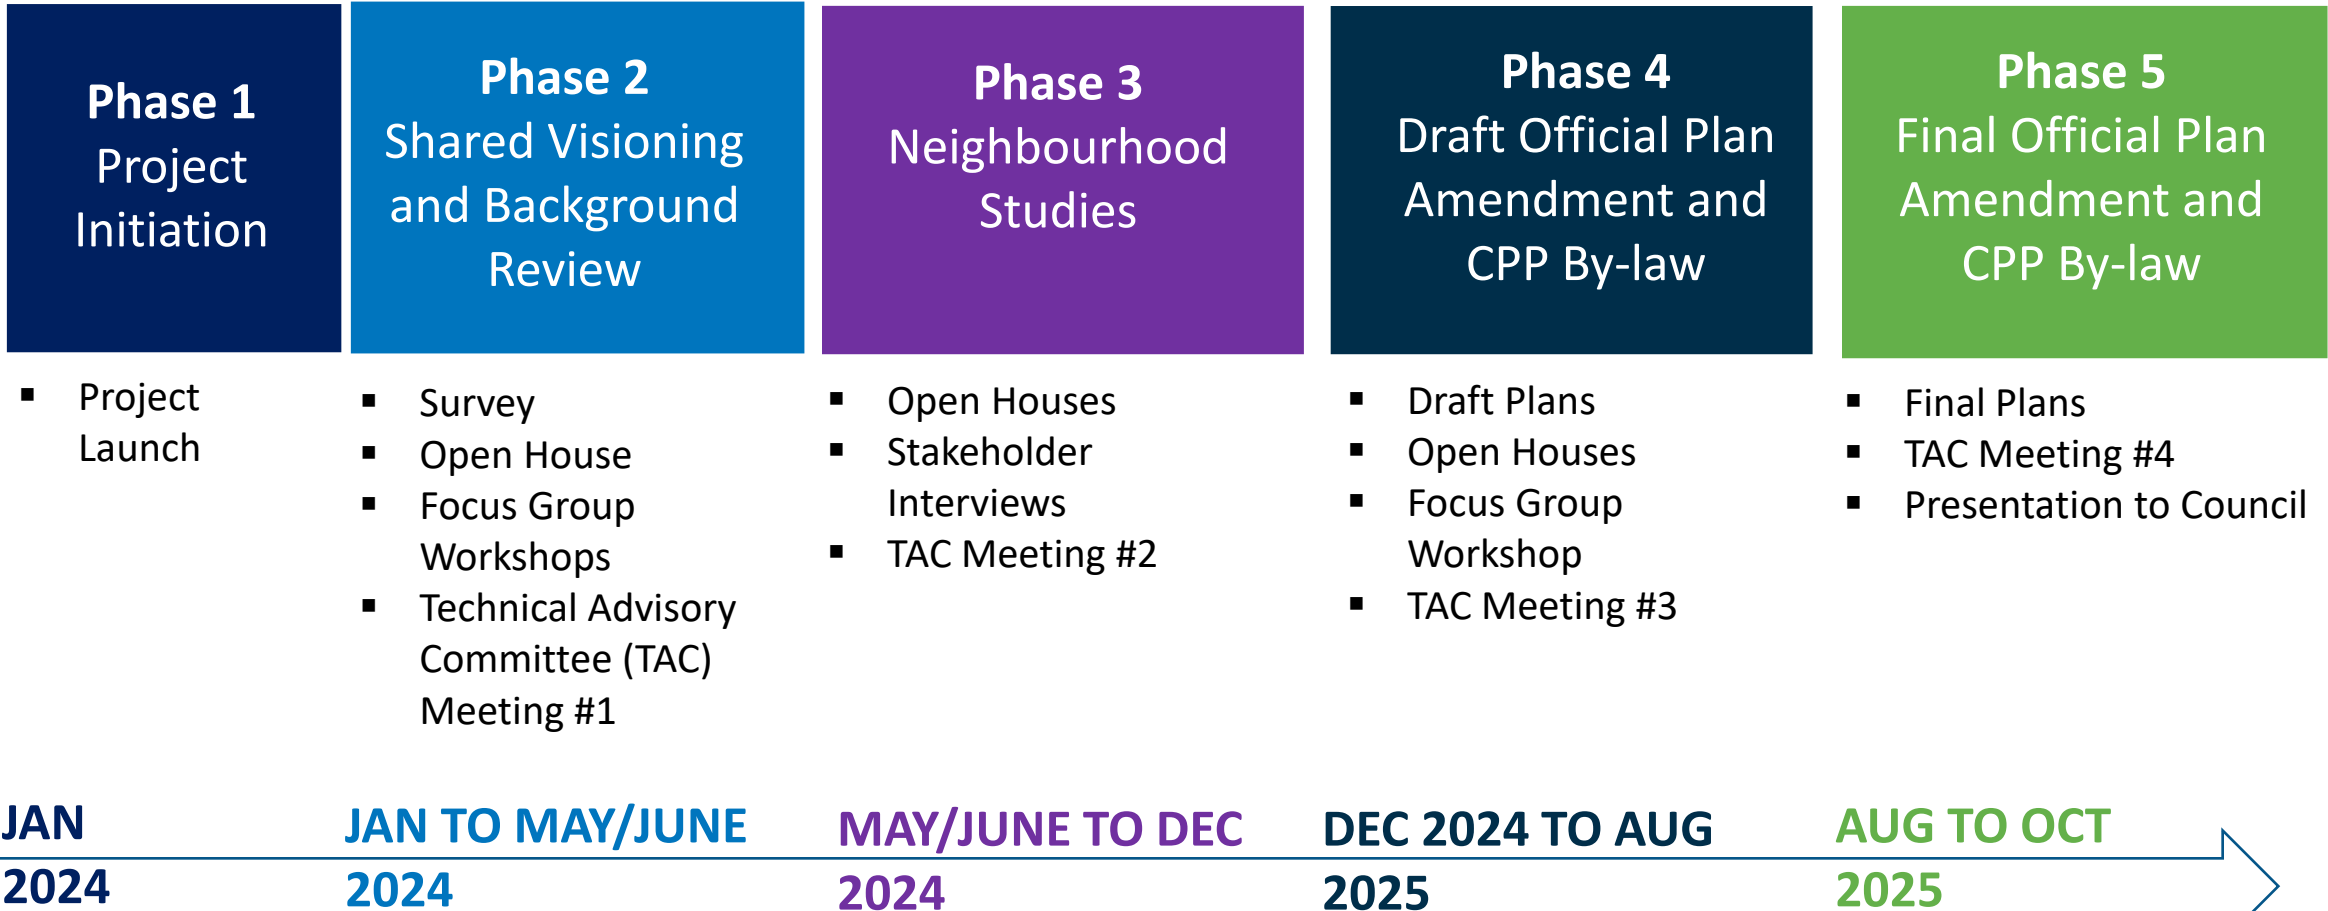 Phase 1
Project
Initiation
Phase 2
Shared Visioning
and Background
Review
Phase 3
Neighbourhood
Studies
Phase 4
Draft Official Plan
Amendment and
CPP By-law
Phase 5
Final Official Plan
Amendment and
CPP By-law
▪ Project
Launch
▪ Survey
▪ Open House
▪ Focus Group
Workshops
▪ Technical Advisory
Committee (TAC)
Meeting #1
▪ Open Houses
▪ Stakeholder
Interviews
▪ TAC Meeting #2
▪ Draft Plans
▪ Open Houses
▪ Focus Group
Workshop
▪ TAC Meeting #3
▪ Final Plans
▪ TAC Meeting #4
▪ Presentation to Council
JAN
2024
JAN TO MAY/JUNE
2024
MAY/JUNE TO DEC
2024
DEC 2024 TO AUG
2025
AUG TO OCT
2025